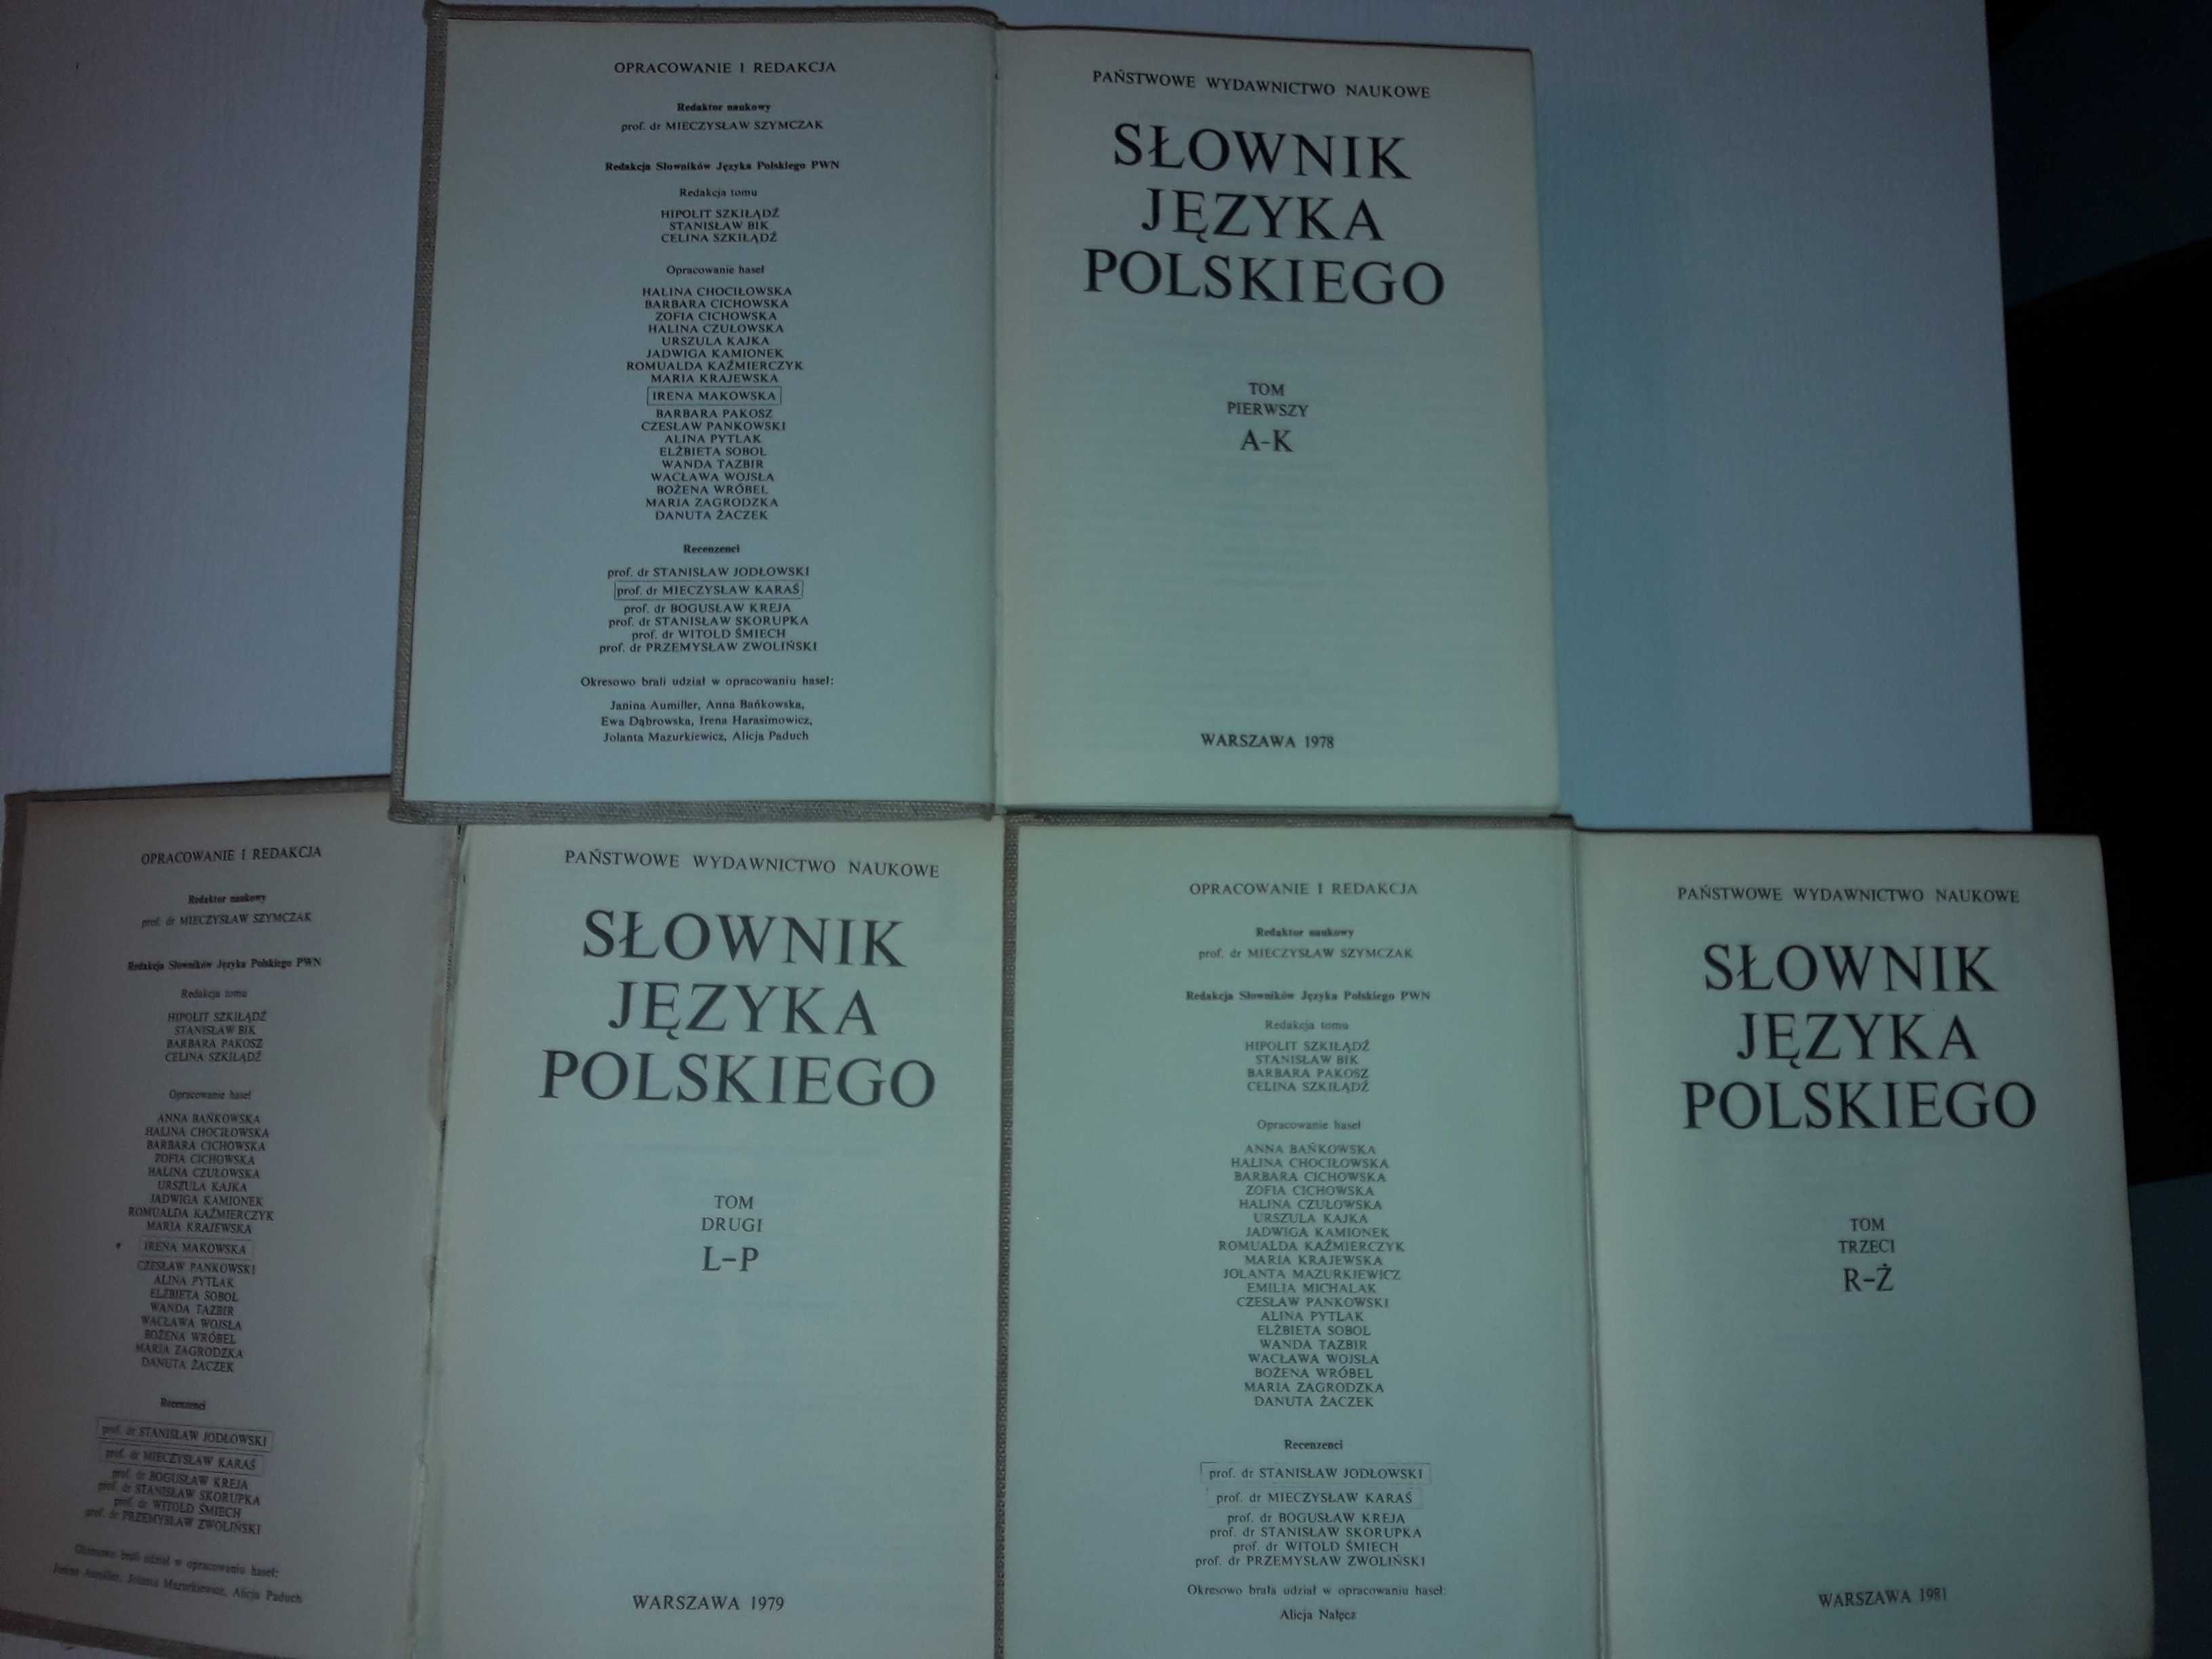 OPRACOWANIE I REDAKCJA
Redaktor naukowy
prof. dr MIECZYSŁAW SZYMCZAK
Redakcja Słowników Języka Polskiego PWN
Redakcja tomu
HIPOLIT SZKIŁĄDŹ
STANISŁAW BIK
CELINA SZKIŁĄDŹ
Opracowanie haseł
HALINA CHOCIŁOWSKA
BARBARA CICHOWSKA
ZOFIA CICHOWSKA
HALINA CZUŁOWSKA
URSZULA KAJKA
JADWIGA KAMIONEK
ROMUALDA KAŹMIERCZYK
MARIA KRAJEWSKA
IRENA MAKOWSKA
BARBARA PAKOSZ
CZESŁAW PANKOWSKI
ALINA PYTLAK
ELŻBIETA SOBOL
WANDA TAZBIR
WACŁAWA WOJSŁA
BOŻENA WRÓBEL
MARIA ZAGRODZKA
DANUTA ŻACZEK
Recenzenci
prof. dr STANISŁAW JODŁOWSKI
prof. dr MIECZYSŁAW KARAŚ
prof. dr BOGUSŁAW KREJA
prof. dr STANISŁAW SKORUPKA
prof. dr WITOLD ŚMIECH
prof. dr PRZEMYSŁAW ZWOLIŃSKI
Okresowo brali udział w opracowaniu haseł:
Janina Aumiller, Anna Bańkowska,
Ewa Dąbrowska, Irena Harasimowicz,
Jolanta Mazurkiewicz, Alicja Paduch
PAŃSTWOWE WYDAWNICTWO NAUKOWE
SŁOWNIK
JĘZYKA
POLSKIEGO
TOM
PIERWSZY
A-K
WARSZAWA 1978
OPRACOWANIE I REDAKCJA
Redaktor naukowy
prof. dr MIECZYSŁAW SZYMCZAK
Redakcja Słowników Języka Polskiego PWN
Redakcja tomu
HIPOLIT SZKIŁĄDŹ
STANISŁAW BIK
BARBARA PAKOSZ
CELINA SZKIŁĄDŹ
Opracowanie haseł
ANNA BAŃKOWSKA
HALINA CHOCIŁOWSKA
BARBARA CICHOWSKA
ZOFIA CICHOWSKA
HALINA CZUŁOWSKA
URSZULA KAJKA
JADWIGA KAMIONEK
ROMUALDA KAŹMIERCZYK
MARIA KRAJEWSKA
IRENA MAKOWSKA
CZESŁAW PANKOWSKI
ALINA PYTLAK
ELŻBIETA SOBOL
WANDA TAZBIR
WACŁAWA WOJSŁA
BOŻENA WRÓBEL
MARIA ZAGRODZKA
DANUTA ŻACZEK
Recenzenci
prof. dr STANISŁAW JODŁOWSKI
prof. dr MIECZYSŁAW KARAŚ
prof. dr BOGUSŁAW KREJA
prof. dr STANISŁAW SKORUPKA
prof. dr WITOLD ŚMIECH
prof. dr PRZEMYSŁAW ZWOLIŃSKI
Okresowo brali udział w opracowaniu haseł:
Janina Aumiller, Jolanta Mazurkiewicz, Alicja Paduch
PAŃSTWOWE WYDAWNICTWO NAUKOWE
SŁOWNIK
JĘZYKA
POLSKIEGO
TOM
DRUGI
L-P
WARSZAWA 1979
OPRACOWANIE I REDAKCJA
Redaktor naukowy
prof. dr MIECZYSŁAW SZYMCZAK
Redakcja Słowników Języka Polskiego PWN
Redakcja tomu
HIPOLIT SZKIŁĄDŹ
STANISŁAW BIK
BARBARA PAKOSZ
CELINA SZKIŁĄDŹ
Opracowanie haseł
ANNA BAŃKOWSKA
HALINA CHOCIŁOWSKA
BARBARA CICHOWSKA
ZOFIA CICHOWSKA
HALINA CZUŁOWSKA
URSZULA KAJKA
JADWIGA KAMIONEK
ROMUALDA KAŹMIERCZYK
MARIA KRAJEWSKA
JOLANTA MAZURKIEWICZ
EMILIA MICHALAK
CZESŁAW PANKOWSKI
ALINA PYTLAK
ELŻBIETA SOBOL
WANDA TAZBIR
WACŁAWA WOJSŁA
BOŻENA WRÓBEL
MARIA ZAGRODZKA
DANUTA ŻACZEK
Recenzenci
prof. dr STANISŁAW JODŁOWSKI
prof. dr MIECZYSŁAW KARAŚ
prof. dr BOGUSŁAW KREJA
prof. dr STANISŁAW SKORUPKA
prof. dr WITOLD ŚMIECH
prof. dr PRZEMYSŁAW ZWOLIŃSKI
Okresowo brała udział w opracowaniu haseł:
Alicja Nałęcz
PAŃSTWOWE WYDAWNICTWO NAUKOWE
SŁOWNIK
JĘZYKA
POLSKIEGO
TOM
TRZECI
R-Ż
WARSZAWA 1981